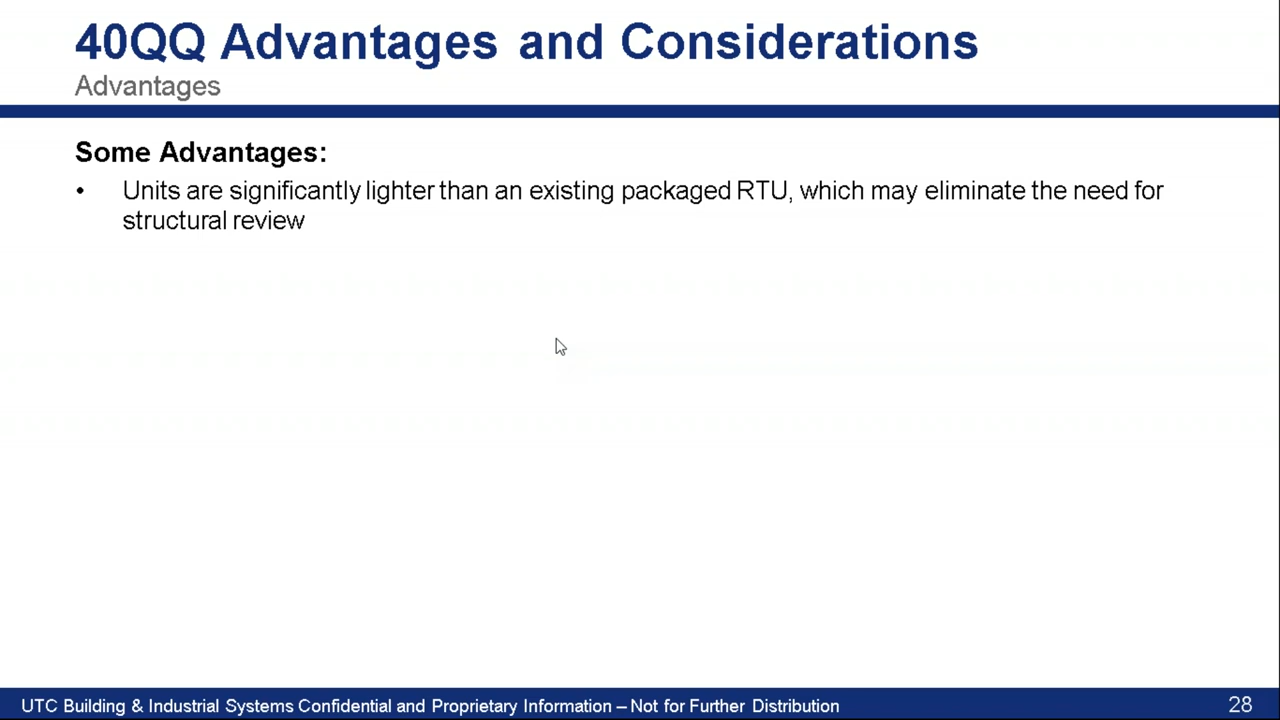 40QQ Advantages and Considerations
Advantages
Some Advantages:
• Units are significantly lighter than an existing packaged RTU, which may eliminate the need for
structural review
UTC Building & Industrial Systems Confidential and Proprietary Information – Not for Further Distribution
28